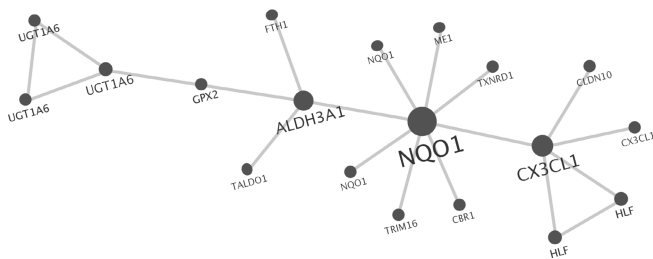 UGT1A6
UGT1A6
UGT1A6
GPX2
FTH1
ALDH3A1
TALDO1
NQO1
ME1
TXNRD1
NQO1
NQO1
TRIM16
CBR1
CLDN10
CX3CL1
CX3CL1
HLF
HLF